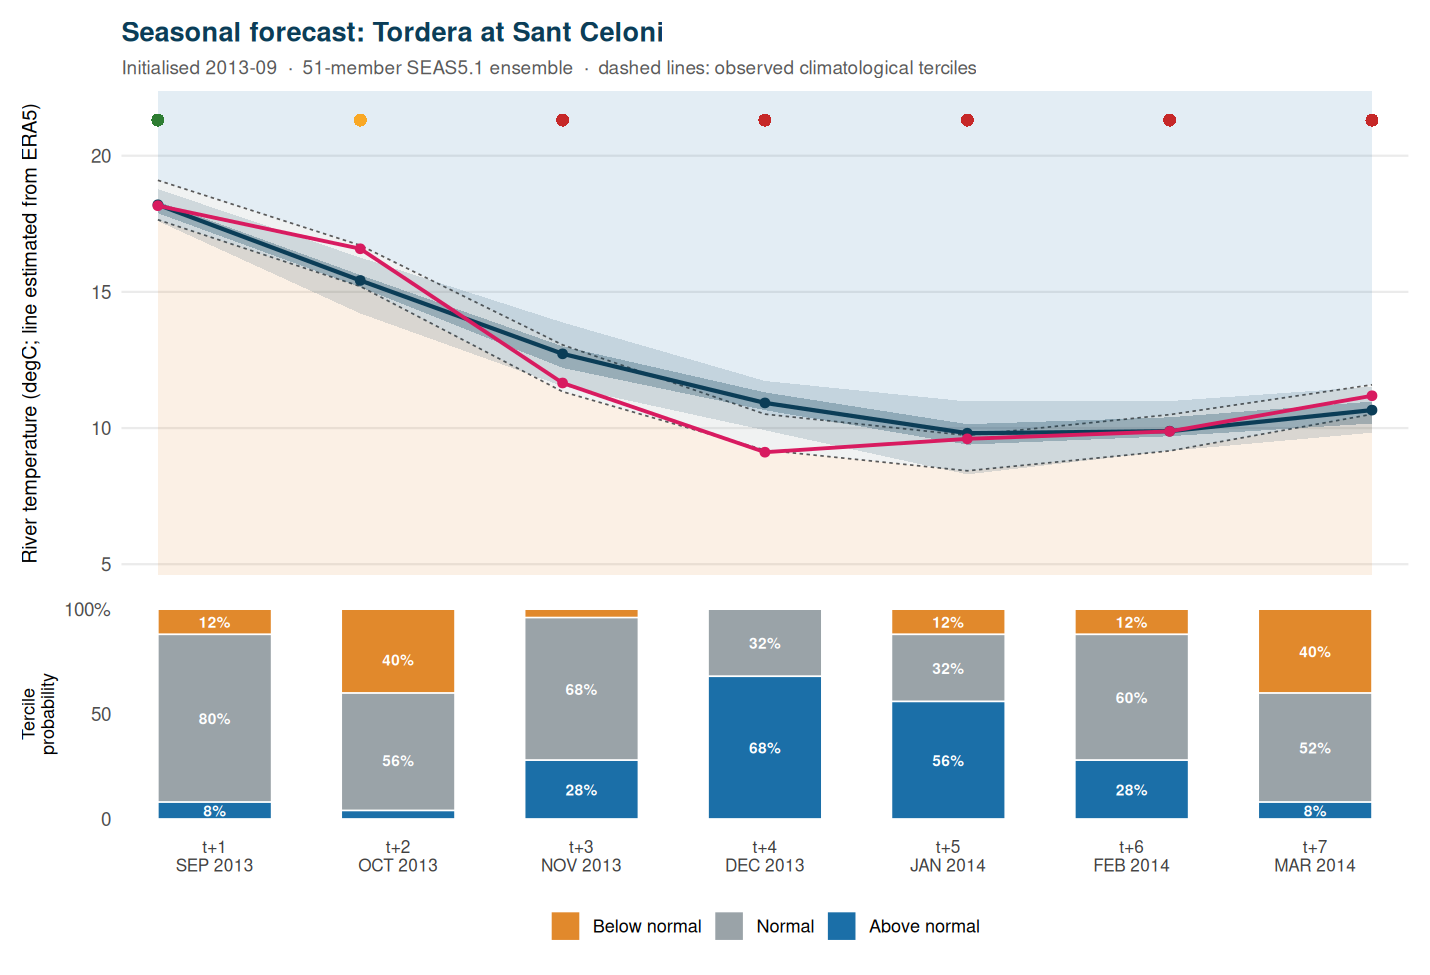 Seasonal forecast: Tordera at Sant Celoni
Initialised 2013-09 · 51-member SEAS5.1 ensemble · dashed lines: observed climatological terciles
River temperature (degC; line estimated from ERA5)
20
15
10
5
Tercile
probability
100%
50
0
12% 40% 12% 12% 40%
80% 56% 68% 32% 32% 60% 52%
8% 28% 68% 56% 28% 8%
t+1 t+2 t+3 t+4 t+5 t+6 t+7
SEP 2013 OCT 2013 NOV 2013 DEC 2013 JAN 2014 FEB 2014 MAR 2014
Below normal Normal Above normal